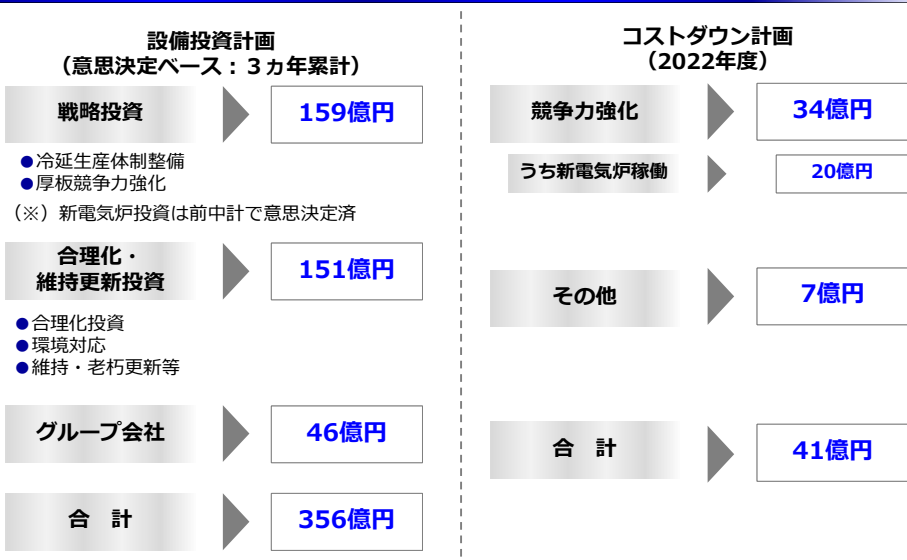 設備投資計画
（意思決定ベース：３ヵ年累計）
戦略投資
159億円
●冷延生産体制整備
●厚板競争力強化
（※）新電気炉投資は前中計で意思決定済
合理化・
維持更新投資
151億円
●合理化投資
●環境対応
●維持・老朽更新等
グループ会社
46億円
合　計
356億円
コストダウン計画
（2022年度）
競争力強化
34億円
うち新電気炉稼働
20億円
その他
7億円
合　計
41億円